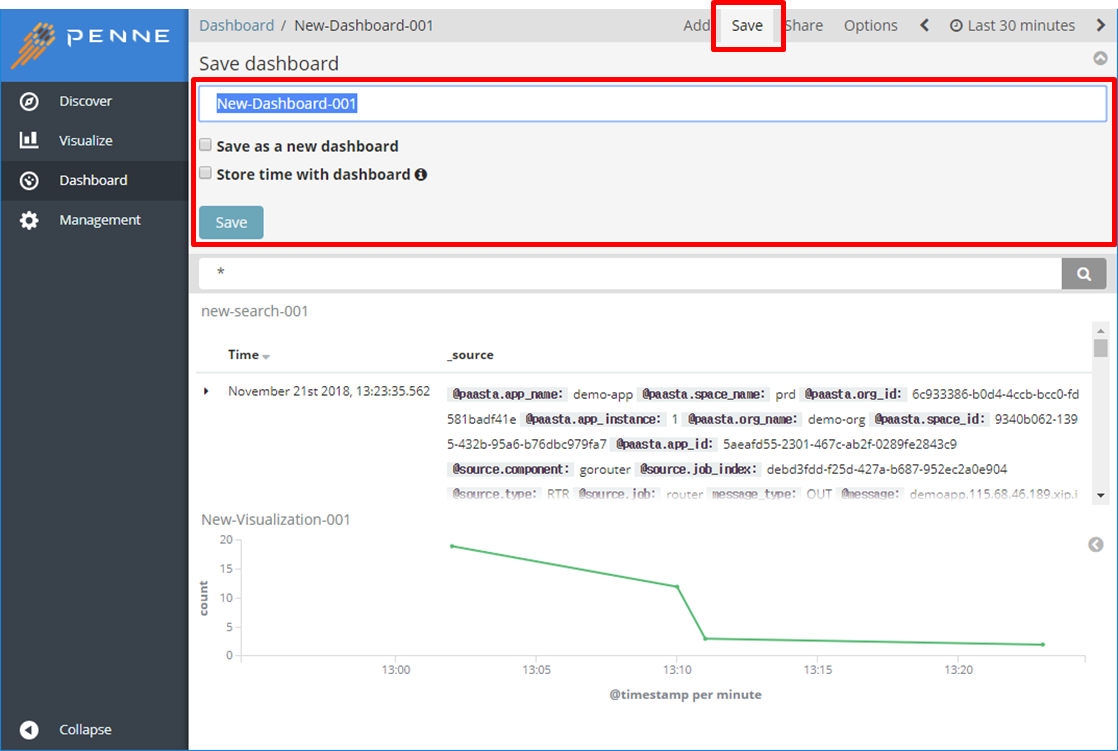 PENNE
Dashboard / New-Dashboard-001
Add Save Share Options Last 30 minutes
Discover
Visualize
Dashboard
Management
Collapse
Save dashboard
New-Dashboard-001
Save as a new dashboard
Store time with dashboard
Save
*
new-search-001
Time _source
November 21st 2018, 13:23:35.562 @paasta.app_name: demo-app @paasta.space_name: prd @paasta.org_id: 6c933386-b0d4-4ccb-bcc0-fd
581badf41e @paasta.app_instance: 1 @paasta.org_name: demo-org @paasta.space_id: 9340b062-139
5-432b-95a6-b76dbc979fa7 @paasta.app_id: 5aeafd55-2301-467c-ab2f-0289fe2843c9
@source.component: gorouter @source.job_index: debd3fdd-f25d-427a-b687-952ec2a0e904
@source.type: RTR @source.job: router message_type: OUT @message: demoapp.115.68.46.189.xip.i
New-Visualization-001
20
15
10
5
0
count
13:00 13:05 13:10 13:15 13:20
@timestamp per minute